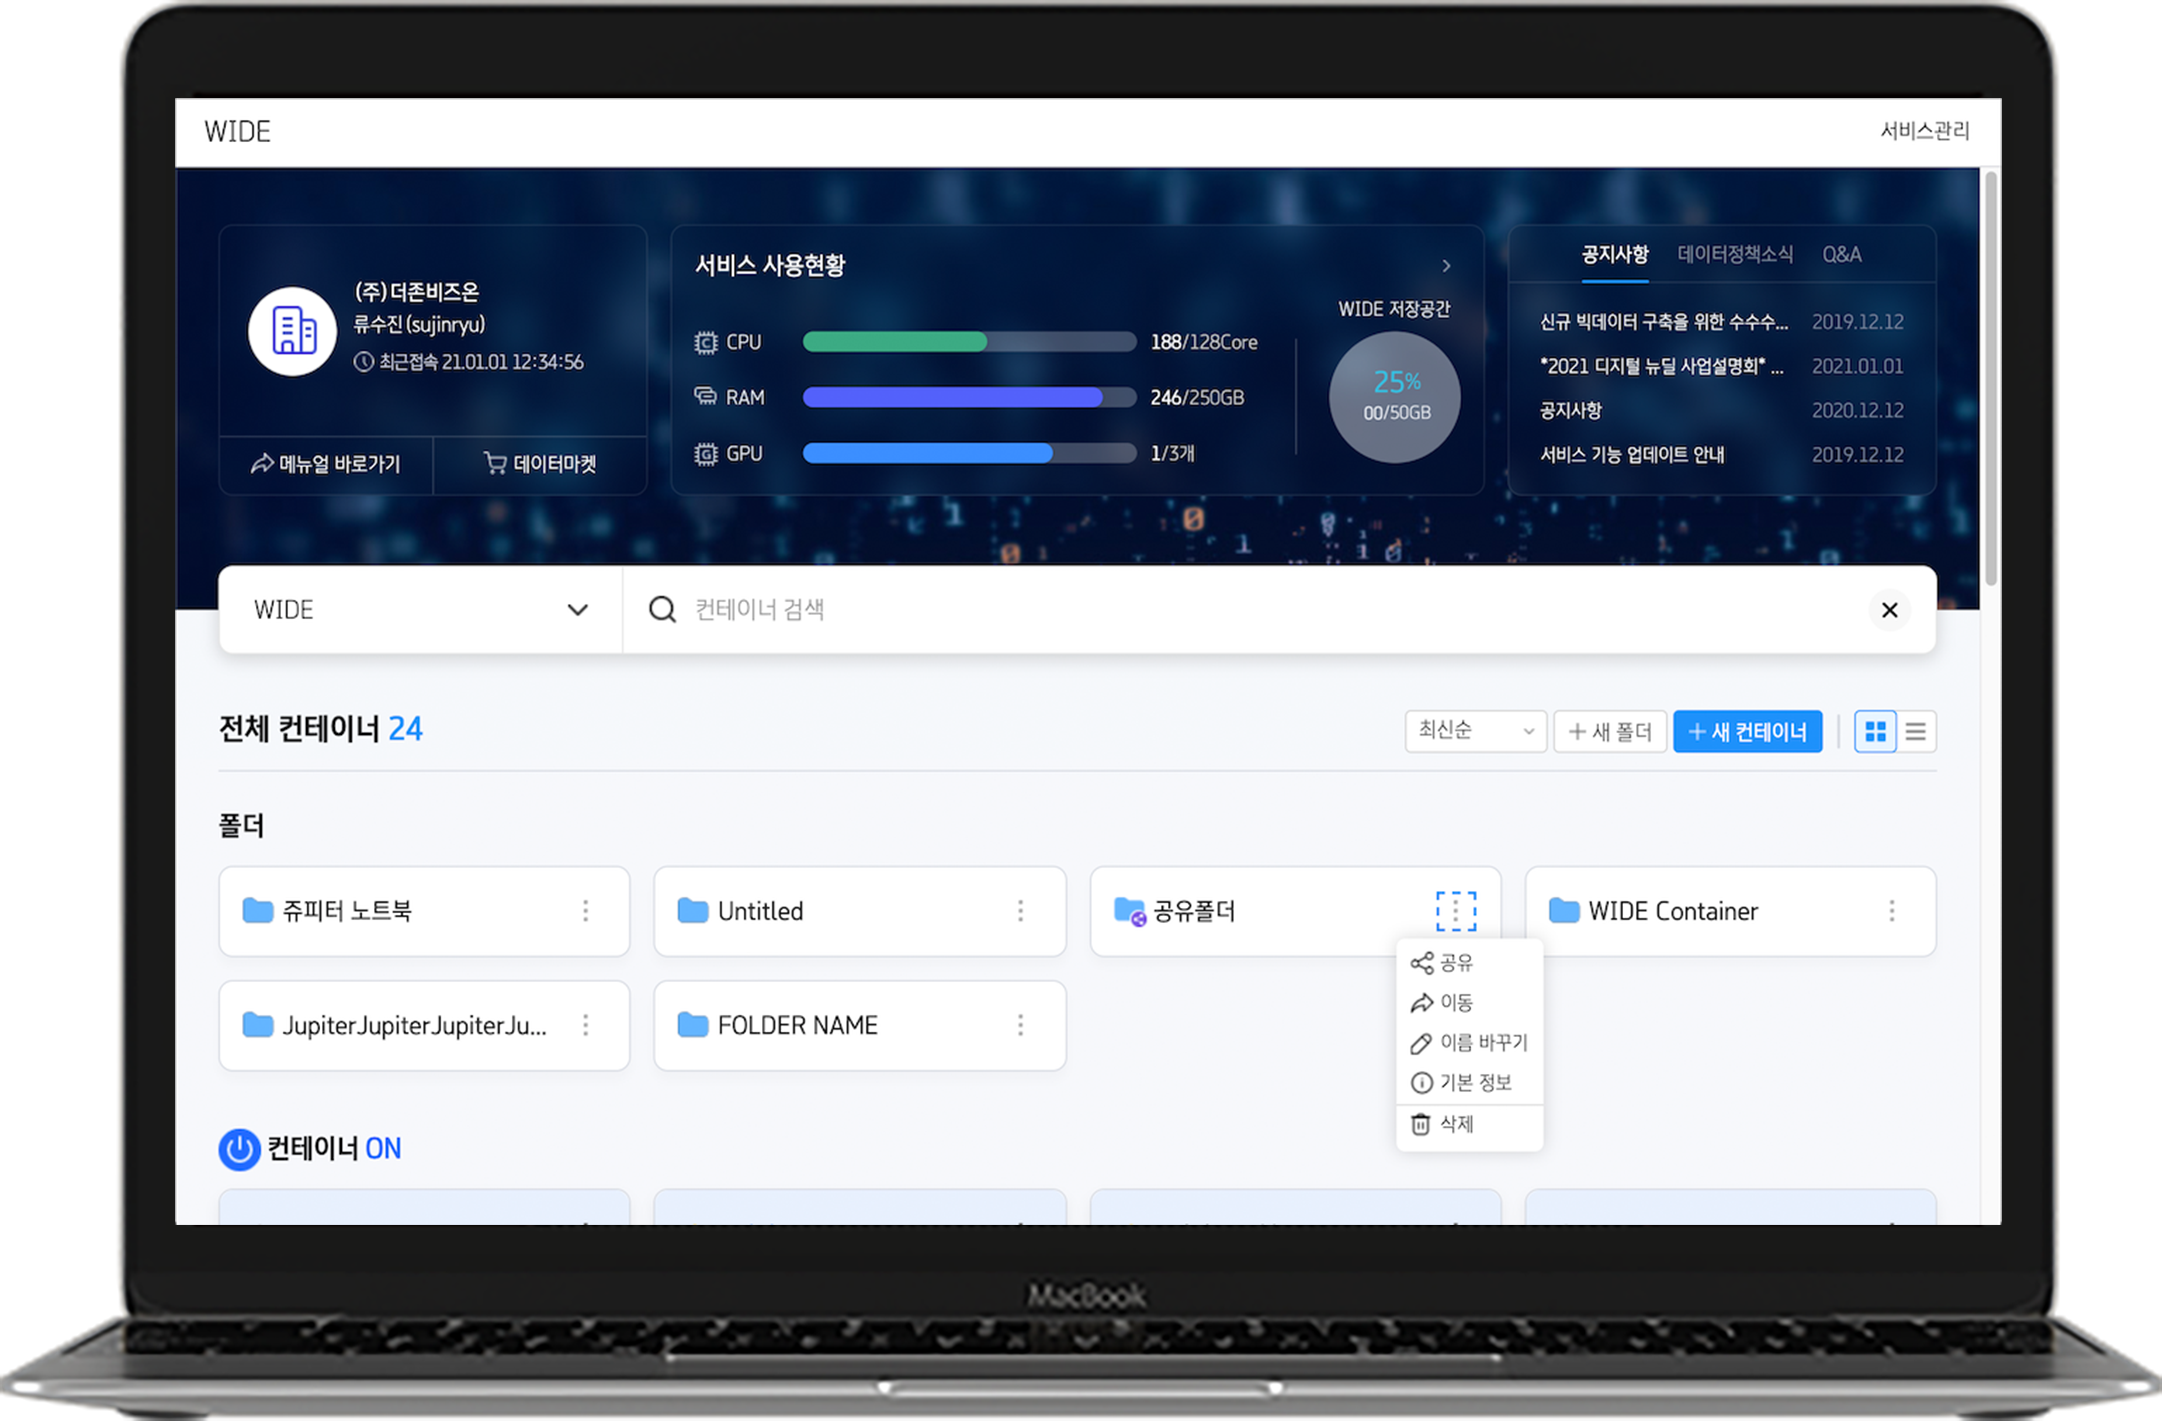 WIDE
서비스관리
(주)더존비즈온
류수진(sujinryu)
최근접속 21.01.01 12:34:56
메뉴얼 바로가기
데이터마켓
서비스 사용현황
CPU
188/128Core
RAM
246/250GB
GPU
1/3개
WIDE 저장공간
25%
00/50GB
공지사항 데이터정책소식 Q&A
신규 빅데이터 구축을 위한 수수수... 2019.12.12
*2021 디지털 뉴딜 사업설명회* ... 2021.01.01
공지사항 2020.12.12
서비스 기능 업데이트 안내 2019.12.12
WIDE
컨테이너 검색
전체 컨테이너 24
최신순
+ 새 폴더
+ 새 컨테이너
폴더
쥬피터 노트북
Untitled
공유폴더
WIDE Container
JupiterJupiterJupiterJu...
FOLDER NAME
공유
이동
이름 바꾸기
기본 정보
삭제
컨테이너 ON
MacBook